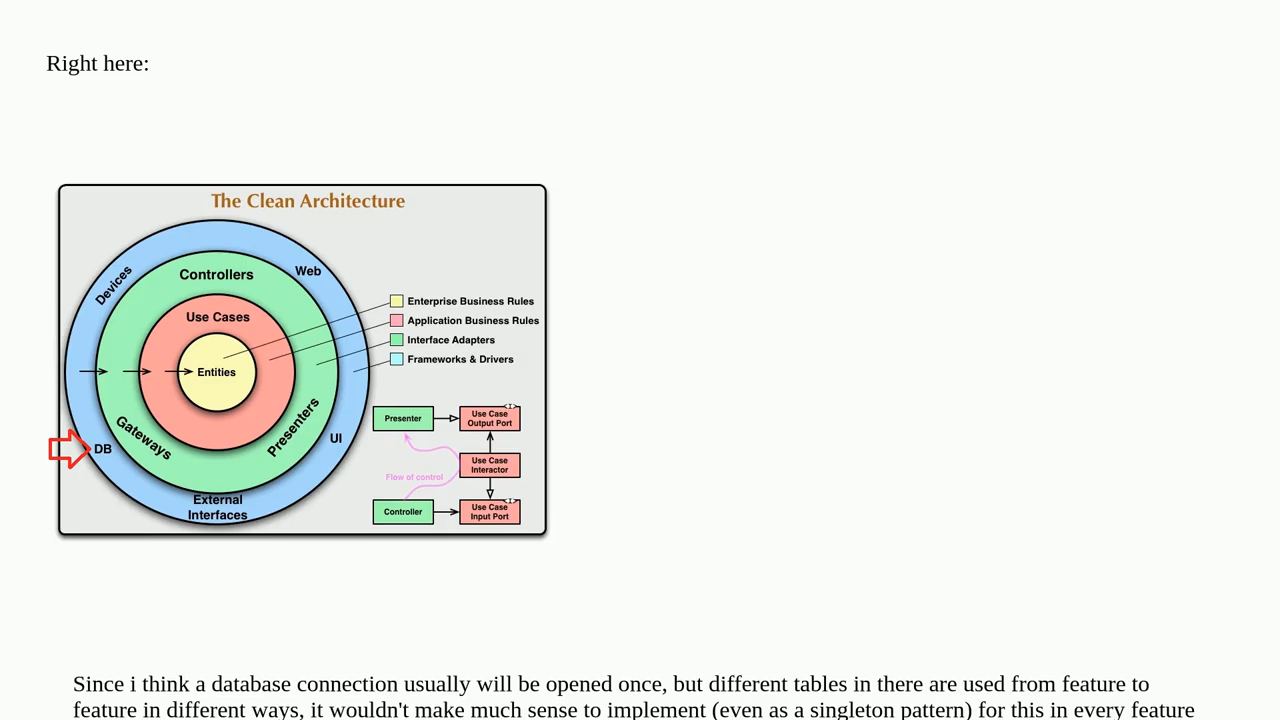 Right here:
The Clean Architecture
Devices
Web
Controllers
Use Cases
Entities
Gateways
Presenters
DB
UI
External
Interfaces
Enterprise Business Rules
Application Business Rules
Interface Adapters
Frameworks & Drivers
Presenter
Use Case
Output Port
Use Case
Interactor
Flow of control
Controller
Use Case
Input Port
Since i think a database connection usually will be opened once, but different tables in there are used from feature to
feature in different ways, it wouldn't make much sense to implement (even as a singleton pattern) for this in every feature